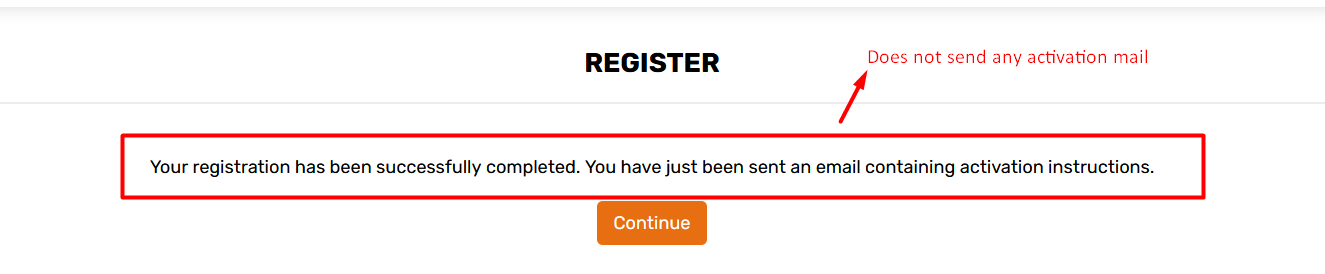 REGISTER
Does not send any activation mail
Your registration has been successfully completed. You have just been sent an email containing activation instructions.
Continue